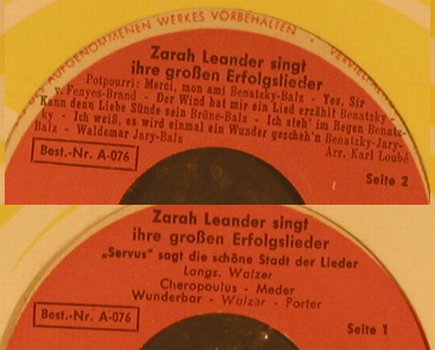 AUFGENOMMENEN WERKES VORBEHALTEN · VERVIELFÄL
Zarah Leander singt
ihre großen Erfolgslieder
Potpourri: Merci, mon ami Benatzky-Balz - Yes, Sir
v. Fenyes-Brand - Der Wind hat mir ein Lied erzählt Benatzky -
Kann denn Liebe Sünde sein Brüne-Balz - Ich steh' im Regen Benatz-
ky - Ich weiß, es wird einmal ein Wunder gescheh'n Benatzky-Jary-
Balz - Waldemar Jary-Balz
Arr. Karl Loubé
Best.-Nr. A-076
Seite 2
Zarah Leander singt
ihre großen Erfolgslieder
„Servus" sagt die schöne Stadt der Lieder
Langs. Walzer
Cheropoulus - Meder
Wunderbar - Walzer - Porter
Best.-Nr. A-076
Seite 1